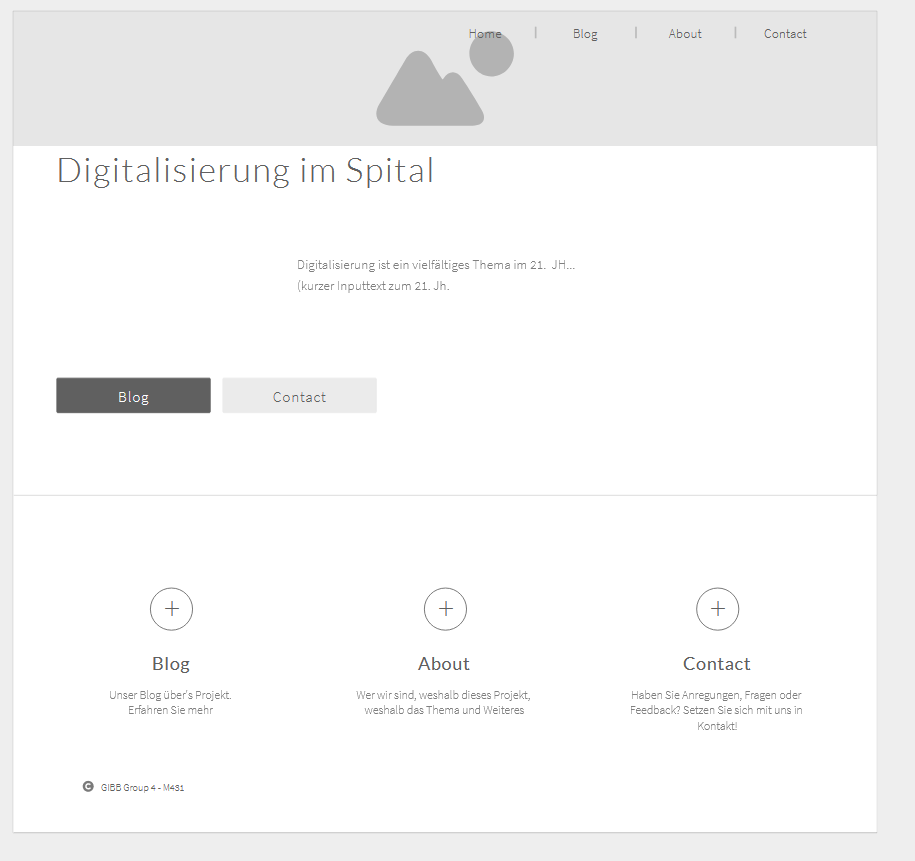 Home | Blog | About | Contact
Digitalisierung im Spital
Digitalisierung ist ein vielfältiges Thema im 21. JH...
(kurzer Inputtext zum 21. Jh.
Blog
Contact
Blog
Unser Blog über's Projekt.
Erfahren Sie mehr
About
Wer wir sind, weshalb dieses Projekt,
weshalb das Thema und Weiteres
Contact
Haben Sie Anregungen, Fragen oder
Feedback? Setzen Sie sich mit uns in
Kontakt!
© GIBB Group 4 - M431